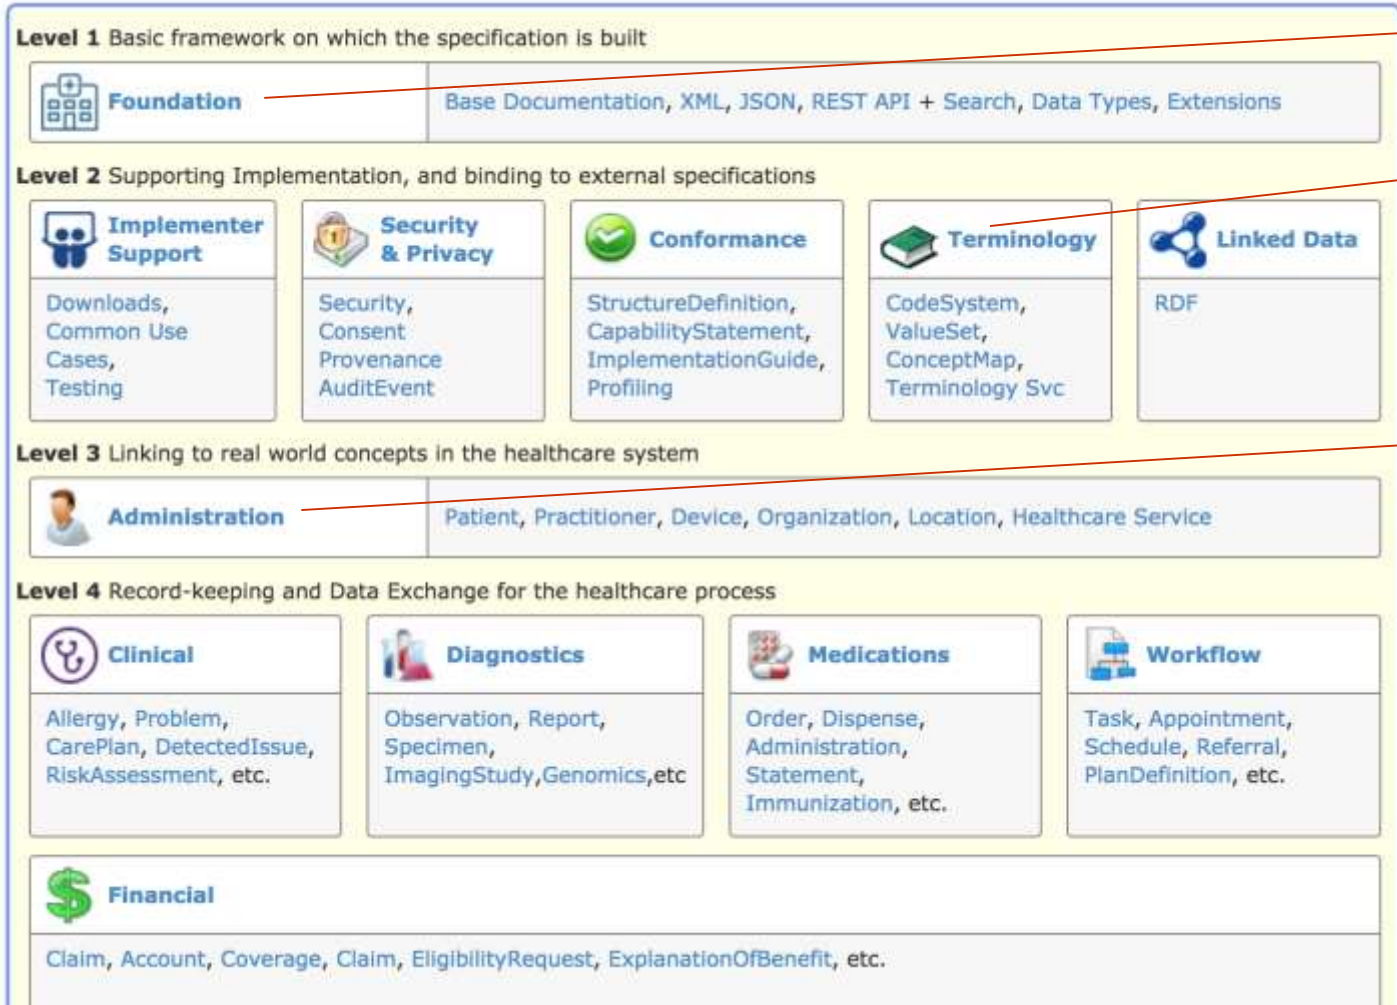 Level 1 Basic framework on which the specification is built
Foundation
Base Documentation, XML, JSON, REST API + Search, Data Types, Extensions
Level 2 Supporting Implementation, and binding to external specifications
Implementer
Support
Downloads,
Common Use
Cases,
Testing
Security
& Privacy
Security,
Consent
Provenance
AuditEvent
Conformance
StructureDefinition,
CapabilityStatement,
ImplementationGuide,
Profiling
Terminology
CodeSystem,
ValueSet,
ConceptMap,
Terminology Svc
Linked Data
RDF
Level 3 Linking to real world concepts in the healthcare system
Administration
Patient, Practitioner, Device, Organization, Location, Healthcare Service
Level 4 Record-keeping and Data Exchange for the healthcare process
Clinical
Allergy, Problem,
CarePlan, DetectedIssue,
RiskAssessment, etc.
Diagnostics
Observation, Report,
Specimen,
ImagingStudy,Genomics,etc
Medications
Order, Dispense,
Administration,
Statement,
Immunization, etc.
Workflow
Task, Appointment,
Schedule, Referral,
PlanDefinition, etc.
Financial
Claim, Account, Coverage, Claim, EligibilityRequest, ExplanationOfBenefit, etc.